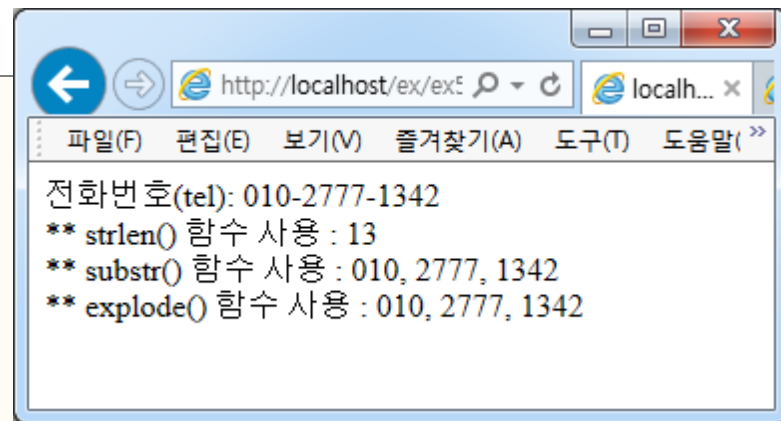 http://localhost/ex/ex5
localh...
파일(F) 편집(E) 보기(V) 즐겨찾기(A) 도구(T) 도움말(
전화번호(tel): 010-2777-1342
** strlen() 함수 사용 : 13
** substr() 함수 사용 : 010, 2777, 1342
** explode() 함수 사용 : 010, 2777, 1342